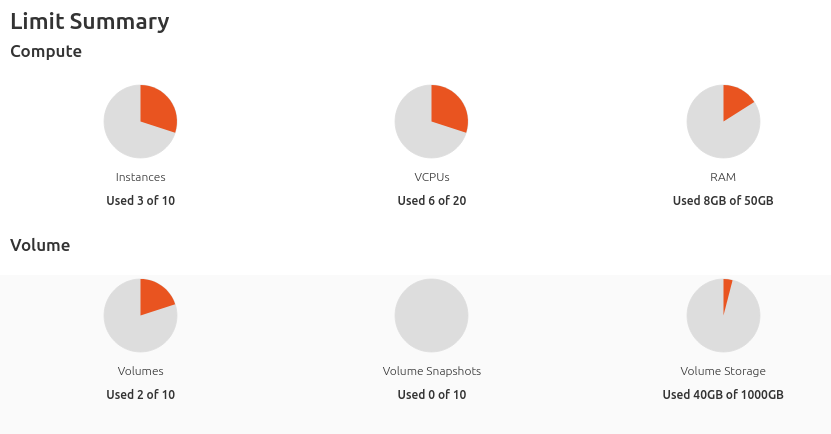 Limit Summary
Compute
Instances
Used 3 of 10
VCPUs
Used 6 of 20
RAM
Used 8GB of 50GB
Volume
Volumes
Used 2 of 10
Volume Snapshots
Used 0 of 10
Volume Storage
Used 40GB of 1000GB